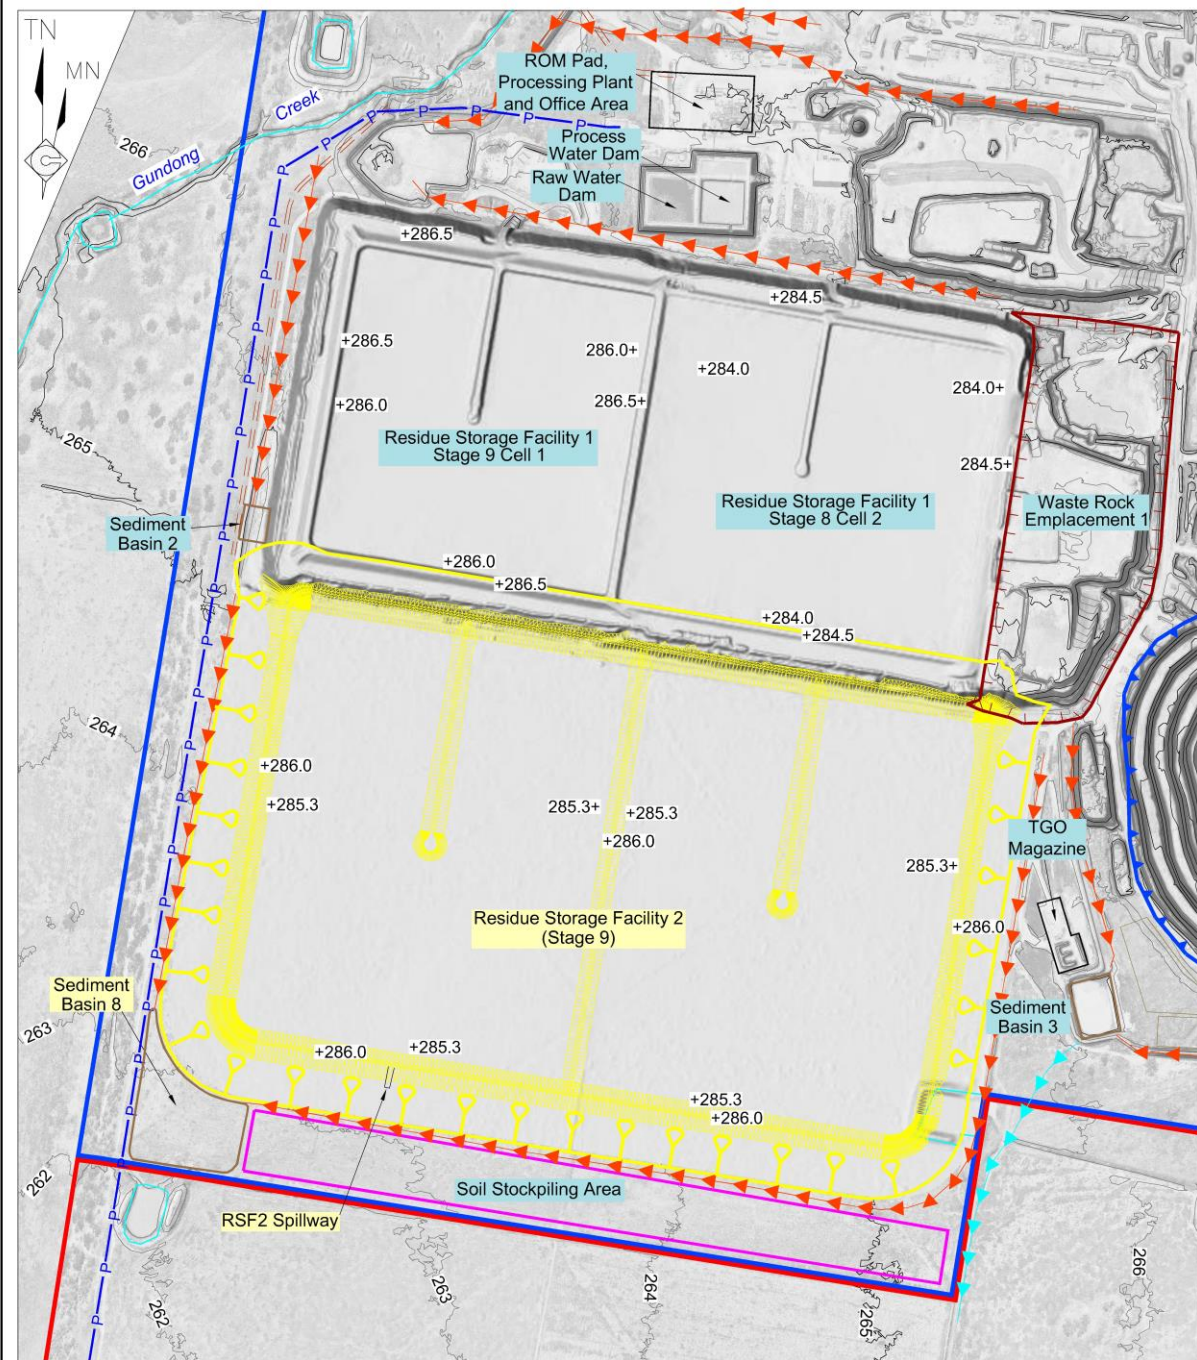 TN
MN
ROM Pad,
Processing Plant
and Office Area
Creek
P
P
P
P
P
266
Process
Water Dam
Gundong
P
P
Raw Water
Dam
P
+286.5
P
+284.5
P
+286.5
286.0+
+284.0
P
284.0+
+286.0
286.5+
P
265
Residue Storage Facility 1
Stage 9 Cell 1
284.5+
P
Residue Storage Facility 1
Stage 8 Cell 2
Waste Rock
Emplacement 1
Sediment
Basin 2
P
+286.0
+286.5
P
+284.0
+284.5
P
P
264
P
+286.0
+285.3
285.3+
+285.3
+286.0
P
TGO
Magazine
285.3+
P
Residue Storage Facility 2
(Stage 9)
+286.0
P
Sediment
Basin 8
P
Sediment
Basin 3
263
P
+286.0
+285.3
+285.3
+286.0
P
262
P
Soil Stockpiling Area
RSF2 Spillway
P
266
263
264
265
262
P
P